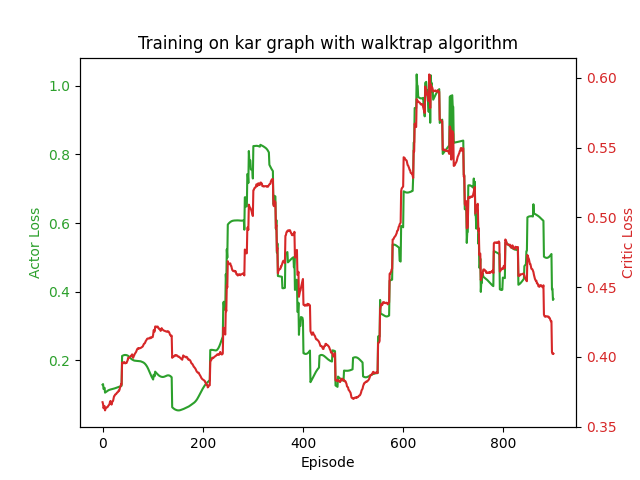 Training on kar graph with walktrap algorithm
Actor Loss
1.0
0.8
0.6
0.4
0.2
0.60
0.55
0.50
0.45
0.40
0.35
Critic Loss
0 200 400 600 800
Episode